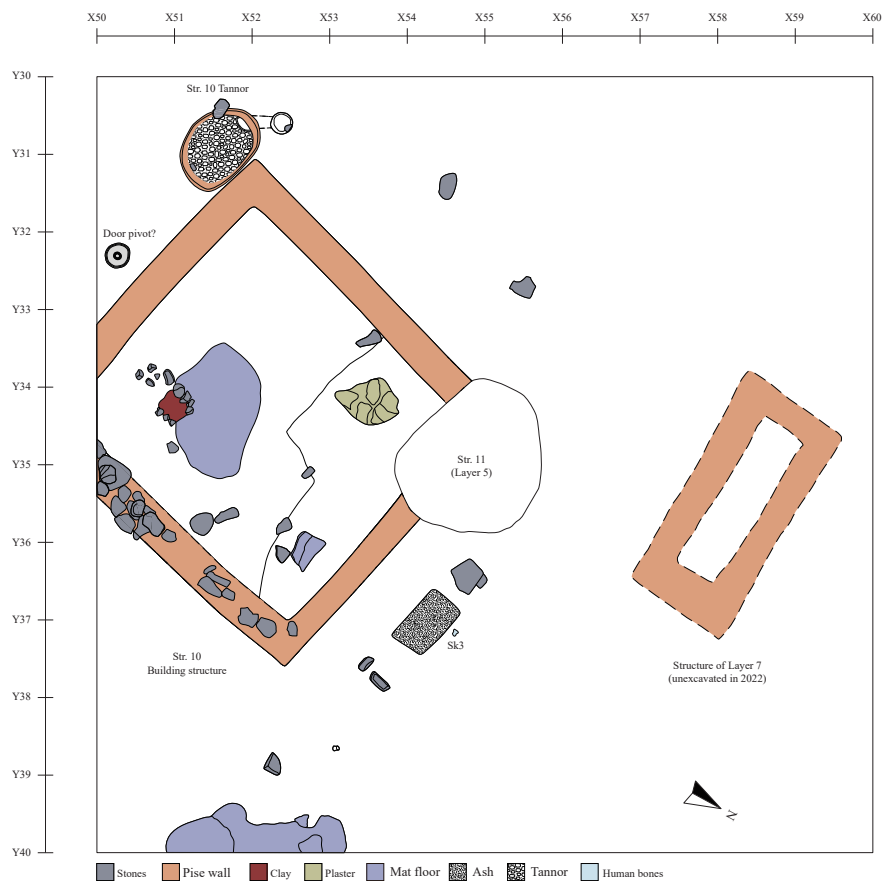 X50 X51 X52 X53 X54 X55 X56 X57 X58 X59 X60
Y30
Str. 10 Tannor
Y31
Y32
Door pivot?
Y33
Y34
Y35
Str. 11
(Layer 5)
Y36
Y37
Sk3
Str. 10
Building structure
Structure of Layer 7
(unexcavated in 2022)
Y38
Y39
N
Y40
Stones Pise wall Clay Plaster Mat floor Ash Tannor Human bones